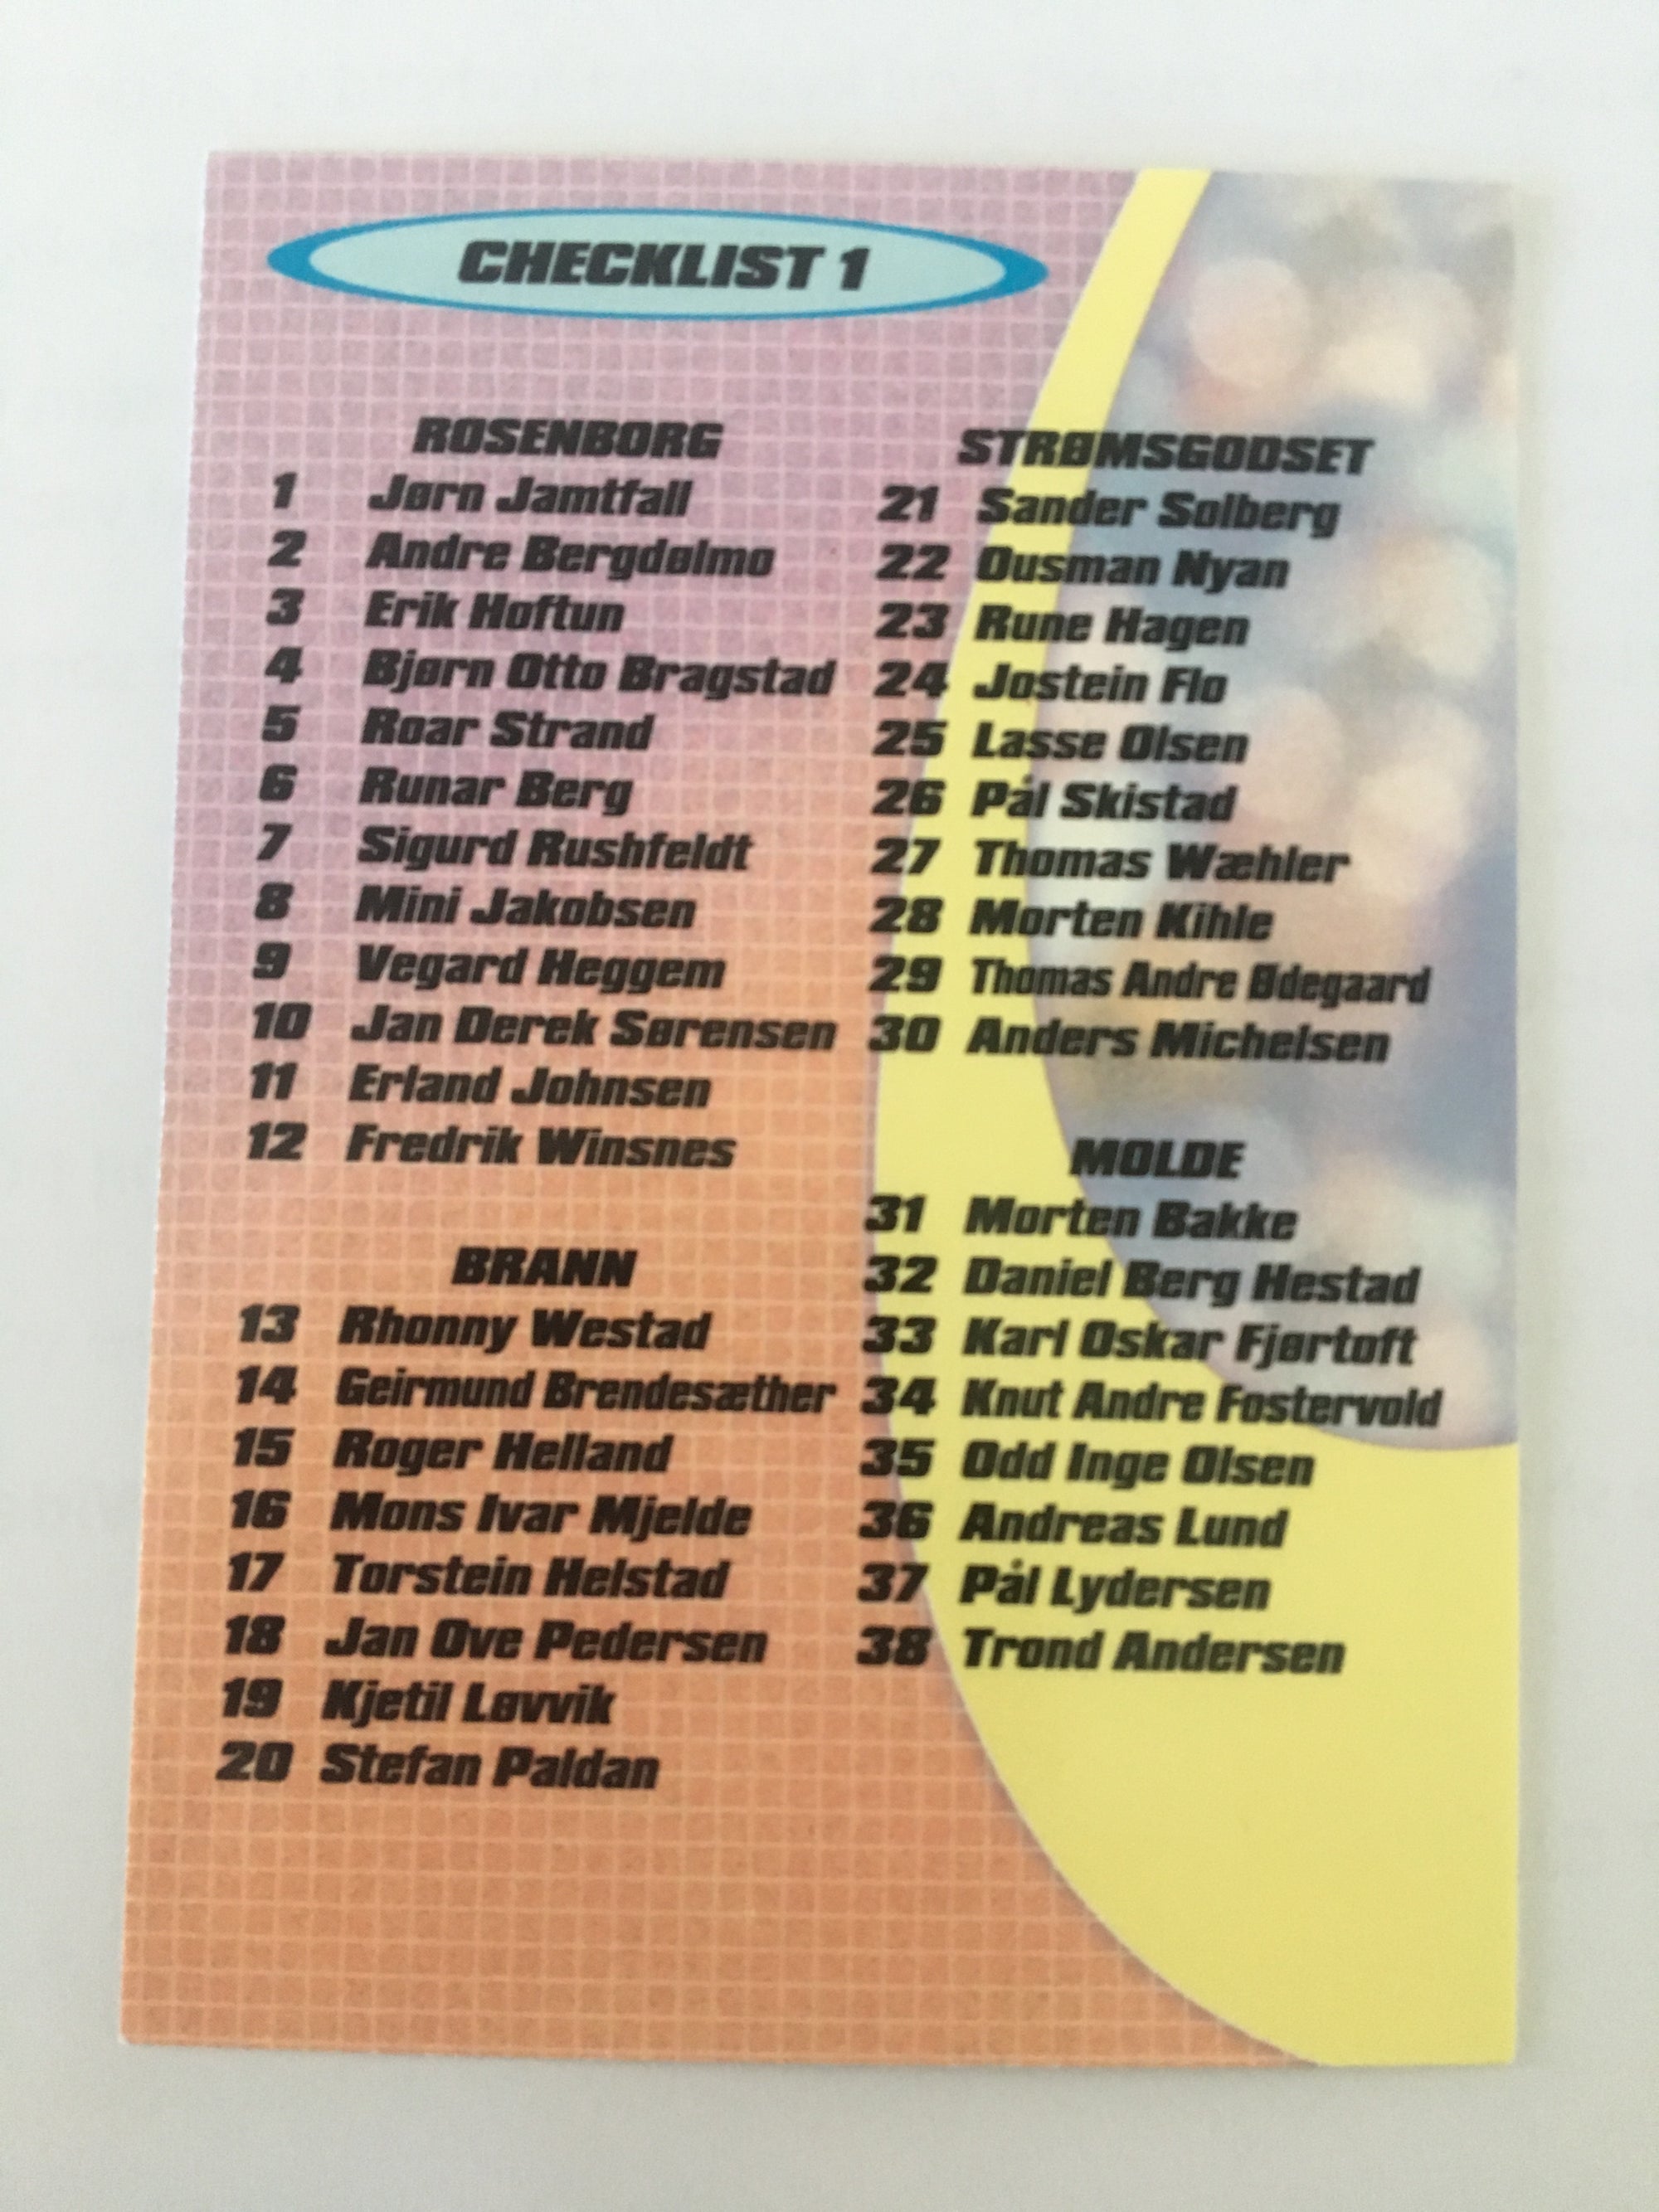 CHECKLIST 1
ROSENBORG
1 Jørn Jamtfall
2 Andre Bergdølmo
3 Erik Hoftun
4 Bjørn Otto Bragstad
5 Roar Strand
6 Runar Berg
7 Sigurd Rushfeldt
8 Mini Jakobsen
9 Vegard Heggem
10 Jan Derek Sørensen
11 Erland Johnsen
12 Fredrik Winsnes
BRANN
13 Rhonny Westad
14 Geirmund Brendesæther
15 Roger Helland
16 Mons Ivar Mjelde
17 Torstein Helstad
18 Jan Ove Pedersen
19 Kjetil Løvvik
20 Stefan Paldan
STRØMSGODSET
21 Sander Solberg
22 Ousman Nyan
23 Rune Hagen
24 Jostein Flo
25 Lasse Olsen
26 Pål Skistad
27 Thomas Wæhler
28 Morten Kihle
29 Thomas Andre Ødegaard
30 Anders Michelsen
MOLDE
31 Morten Bakke
32 Daniel Berg Hestad
33 Karl Oskar Fjørtoft
34 Knut Andre Fostervold
35 Odd Inge Olsen
36 Andreas Lund
37 Pål Lydersen
38 Trond Andersen